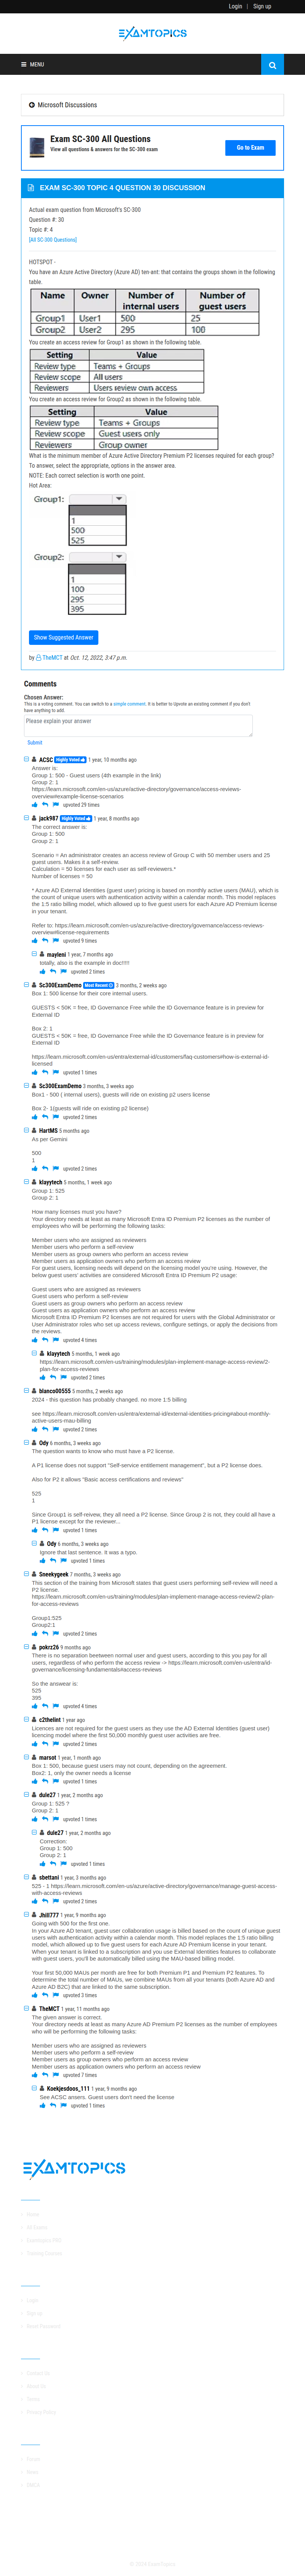 Login | Sign up
EXAMTOPICS
MENU
Microsoft Discussions
Exam SC-300 All Questions
View all questions & answers for the SC-300 exam
Go to Exam
EXAM SC-300 TOPIC 4 QUESTION 30 DISCUSSION
Actual exam question from Microsoft's SC-300
Question #: 30
Topic #: 4
[All SC-300 Questions]
HOTSPOT -
You have an Azure Active Directory (Azure AD) ten-ant: that contains the groups shown in the following
table.
Name Owner Number of internal users Number of guest users
Group1 User1 500 25
Group2 User2 295 100
You create an access review for Group1 as shown in the following table.
Setting Value
Review type Teams + Groups
Review scope All users
Reviewers Users review own access
You create an access review for Group2 as shown in the following table.
Setting Value
Review type Teams + Groups
Review scope Guest users only
Reviewers Group owner
What is the minimum member of Azure Active Directory Premium P2 licenses required for each group?
To answer, select the appropriate, options in the answer area.
NOTE: Each correct selection is worth one point.
Hot Area:
Group1:
1
500
525
Group2:
1
100
295
395
Show Suggested Answer
by TheMCT at Oct. 12, 2022, 3:47 p.m.
Comments
Chosen Answer:
This is a voting comment. You can switch to a simple comment. It is better to Upvote an existing comment if you don't
have anything to add.
Please explain your answer
Submit
ACSC Highly Voted 1 year, 10 months ago
Answer is:
Group 1: 500 - Guest users (4th example in the link)
Group 2: 1
https://learn.microsoft.com/en-us/azure/active-directory/governance/access-reviews-
overview#example-license-scenarios
upvoted 29 times
jack987 Highly Voted 1 year, 8 months ago
The correct answer is:
Group 1: 500
Group 2: 1
Scenario = An administrator creates an access review of Group C with 50 member users and 25
guest users. Makes it a self-review.
Calculation = 50 licenses for each user as self-reviewers.*
Number of licenses = 50
* Azure AD External Identities (guest user) pricing is based on monthly active users (MAU), which is
the count of unique users with authentication activity within a calendar month. This model replaces
the 1:5 ratio billing model, which allowed up to five guest users for each Azure AD Premium license
in your tenant.
Refer to: https://learn.microsoft.com/en-us/azure/active-directory/governance/access-reviews-
overview#license-requirements
upvoted 9 times
mayleni 1 year, 7 months ago
totally, also is the example in doc!!!!!
upvoted 2 times
Sc300ExamDemo Most Recent 3 months, 2 weeks ago
Box 1: 500 license for their core internal users.
GUESTS < 50K = free, ID Governance Free while the ID Governance feature is in preview for
External ID
Box 2: 1
GUESTS < 50K = free, ID Governance Free while the ID Governance feature is in preview for
External ID
https://learn.microsoft.com/en-us/entra/external-id/customers/faq-customers#how-is-external-id-
licensed
upvoted 1 times
Sc300ExamDemo 3 months, 3 weeks ago
Box1 - 500 ( internal users), guests will ride on existing p2 users license
Box 2- 1(guests will ride on existing p2 license)
upvoted 2 times
HartMS 5 months ago
As per Gemini
500
1
upvoted 2 times
klayytech 5 months, 1 week ago
Group 1: 525
Group 2: 1
How many licenses must you have?
Your directory needs at least as many Microsoft Entra ID Premium P2 licenses as the number of
employees who will be performing the following tasks:
Member users who are assigned as reviewers
Member users who perform a self-review
Member users as group owners who perform an access review
Member users as application owners who perform an access review
For guest users, licensing needs will depend on the licensing model you're using. However, the
below guest users' activities are considered Microsoft Entra ID Premium P2 usage:
Guest users who are assigned as reviewers
Guest users who perform a self-review
Guest users as group owners who perform an access review
Guest users as application owners who perform an access review
Microsoft Entra ID Premium P2 licenses are not required for users with the Global Administrator or
User Administrator roles who set up access reviews, configure settings, or apply the decisions from
the reviews.
upvoted 4 times
klayytech 5 months, 1 week ago
https://learn.microsoft.com/en-us/training/modules/plan-implement-manage-access-review/2-
plan-for-access-reviews
upvoted 2 times
blanco00555 5 months, 2 weeks ago
2024 - this question has probably changed. no more 1:5 billing
see https://learn.microsoft.com/en-us/entra/external-id/external-identities-pricing#about-monthly-
active-users-mau-billing
upvoted 2 times
Ody 6 months, 3 weeks ago
The question wants to know who must have a P2 license.
A P1 license does not support "Self-service entitlement management", but a P2 license does.
Also for P2 it allows "Basic access certifications and reviews"
525
1
Since Group1 is self reivew, they all need a P2 license. Since Group 2 is not, they could all have a
P1 license except for the reviewer...
upvoted 1 times
Ody 6 months, 3 weeks ago
Ignore that last sentence. It was a typo.
upvoted 1 times
Sneekygeek 7 months, 3 weeks ago
This section of the training from Microsoft states that guest users performing self-review will need a
P2 license.
https://learn.microsoft.com/en-us/training/modules/plan-implement-manage-access-review/2-plan-
for-access-reviews
Group1:525
Group2:1
upvoted 2 times
pokrz26 9 months ago
There is no separation beetween normal user and guest users, according to this you pay for all
users, regardless of who perform the access review -> https://learn.microsoft.com/en-us/entra/id-
governance/licensing-fundamentals#access-reviews
So the answear is:
525
395
upvoted 4 times
c2thelint 1 year ago
Licences are not required for the guest users as they use the AD External Identities (guest user)
licencing model where the first 50,000 monthly guest user activities are free.
upvoted 2 times
marsot 1 year, 1 month ago
Box 1: 500, because guest users may not count, depending on the agreement.
Box2: 1, only the owner needs a license
upvoted 1 times
dule27 1 year, 2 months ago
Group 1: 525 ?
Group 2: 1
upvoted 1 times
dule27 1 year, 2 months ago
Correction:
Group 1: 500
Group 2: 1
upvoted 1 times
sbettani 1 year, 3 months ago
525 - 1 https://learn.microsoft.com/en-us/azure/active-directory/governance/manage-guest-access-
with-access-reviews
upvoted 2 times
Jhill777 1 year, 9 months ago
Going with 500 for the first one.
In your Azure AD tenant, guest user collaboration usage is billed based on the count of unique guest
users with authentication activity within a calendar month. This model replaces the 1:5 ratio billing
model, which allowed up to five guest users for each Azure AD Premium license in your tenant.
When your tenant is linked to a subscription and you use External Identities features to collaborate
with guest users, you'll be automatically billed using the MAU-based billing model.
Your first 50,000 MAUs per month are free for both Premium P1 and Premium P2 features. To
determine the total number of MAUs, we combine MAUs from all your tenants (both Azure AD and
Azure AD B2C) that are linked to the same subscription.
upvoted 3 times
TheMCT 1 year, 11 months ago
The given answer is correct.
Your directory needs at least as many Azure AD Premium P2 licenses as the number of employees
who will be performing the following tasks:
Member users who are assigned as reviewers
Member users who perform a self-review
Member users as group owners who perform an access review
Member users as application owners who perform an access review
upvoted 7 times
Koekjesdoos_111 1 year, 9 months ago
See ACSC ansers. Guest users don't need the license
upvoted 1 times
EXAMTOPICS